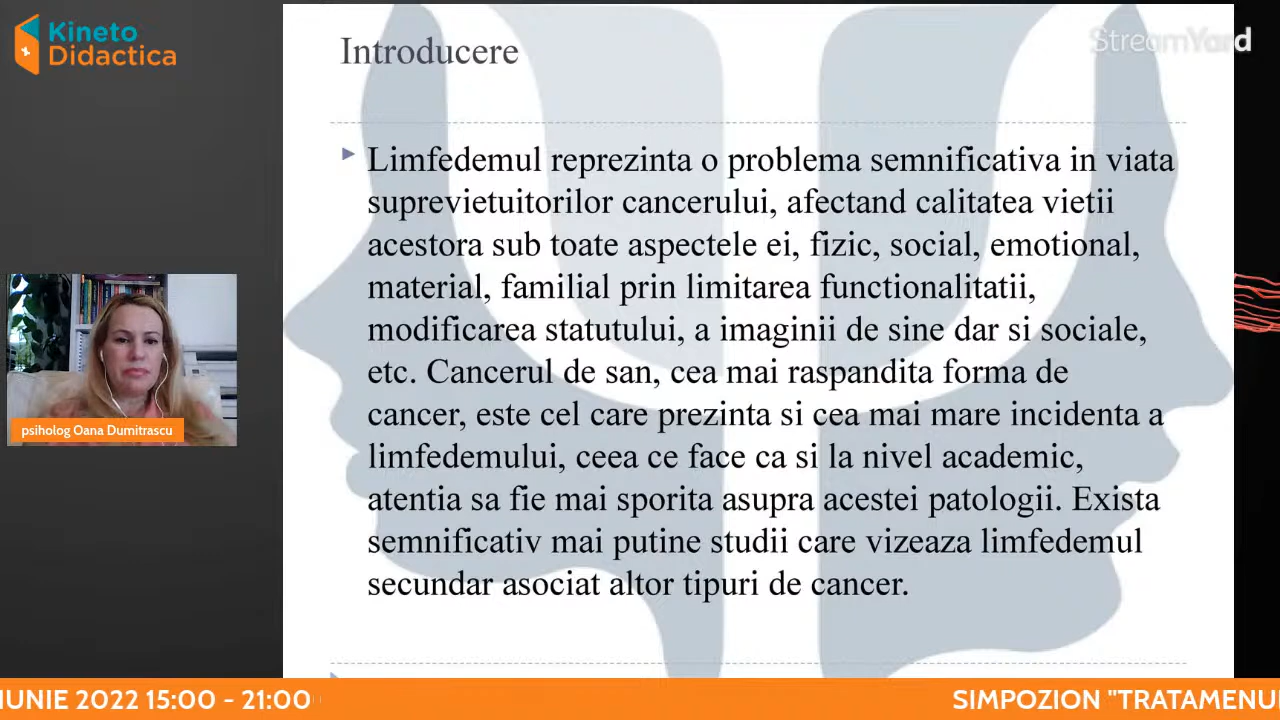 Kineto
Didactica
StreamYard
Introducere
Limfedemul reprezinta o problema semnificativa in viata
suprevietuitorilor cancerului, afectand calitatea vietii
acestora sub toate aspectele ei, fizic, social, emotional,
material, familial prin limitarea functionalitatii,
modificarea statutului, a imaginii de sine dar si sociale,
etc. Cancerul de san, cea mai raspandita forma de
cancer, este cel care prezinta si cea mai mare incidenta a
limfedemului, ceea ce face ca si la nivel academic,
atentia sa fie mai sporita asupra acestei patologii. Exista
semnificativ mai putine studii care vizeaza limfedemul
secundar asociat altor tipuri de cancer.
psiholog Oana Dumitrascu
IUNIE 2022 15:00 - 21:00
SIMPOZION "TRATAMENU